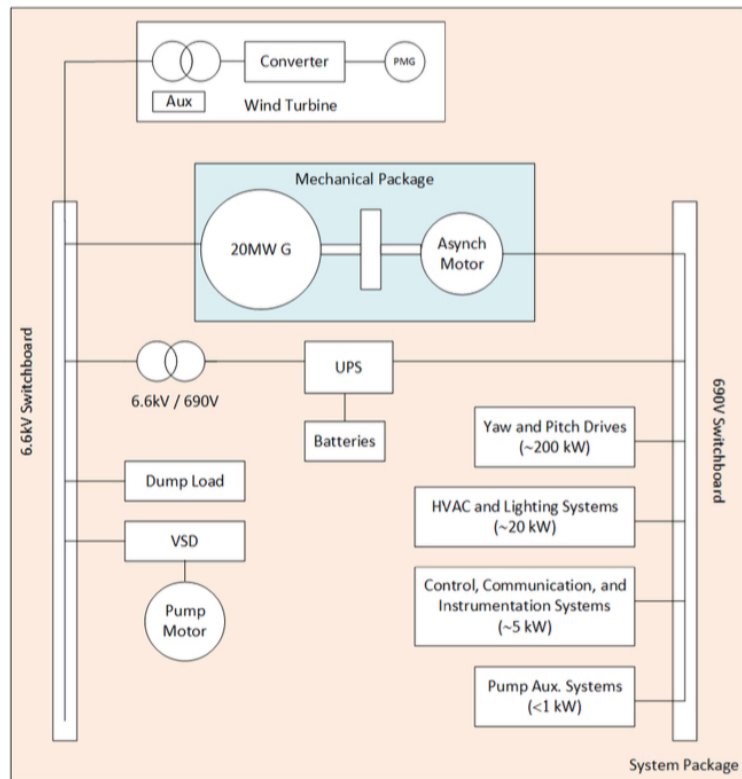 Converter
PMG
Aux
Wind Turbine
Mechanical Package
20MW G
Asynch
Motor
6.6kV Switchboard
690V Switchboard
UPS
6.6kV / 690V
Batteries
Yaw and Pitch Drives
(~200 kW)
Dump Load
HVAC and Lighting Systems
(~20 kW)
VSD
Control, Communication, and
Instrumentation Systems
(~5 kW)
Pump
Motor
Pump Aux. Systems
(<1 kW)
System Package